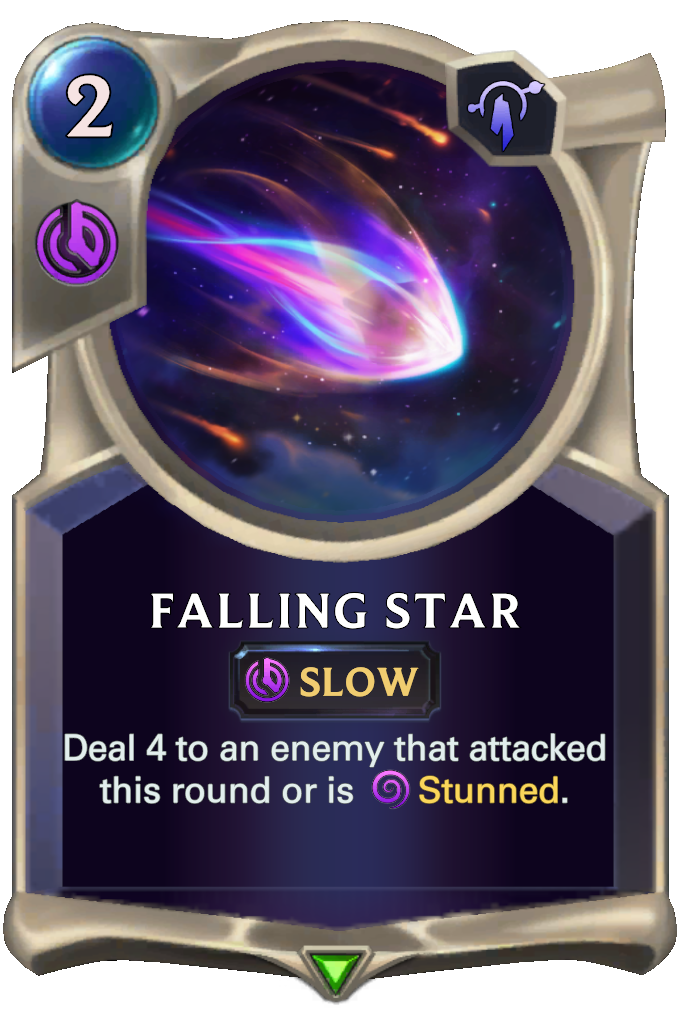 2
FALLING STAR
SLOW
Deal 4 to an enemy that attacked
this round or is Stunned.